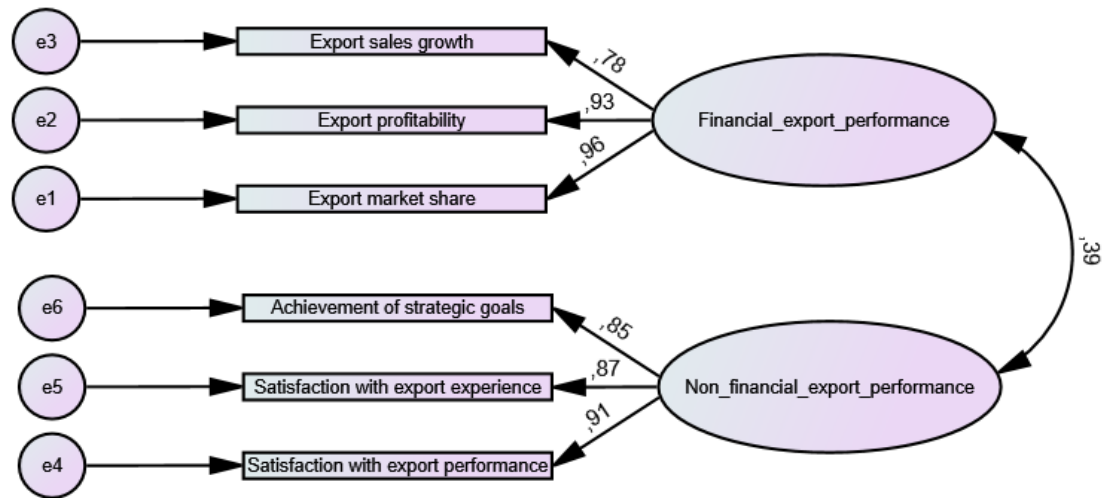 e3
Export sales growth
,78
e2
Export profitability
,93
Financial_export_performance
e1
Export market share
,96
,39
e6
Achievement of strategic goals
,85
e5
Satisfaction with export experience
,87
Non_financial_export_performance
e4
Satisfaction with export performance
,91